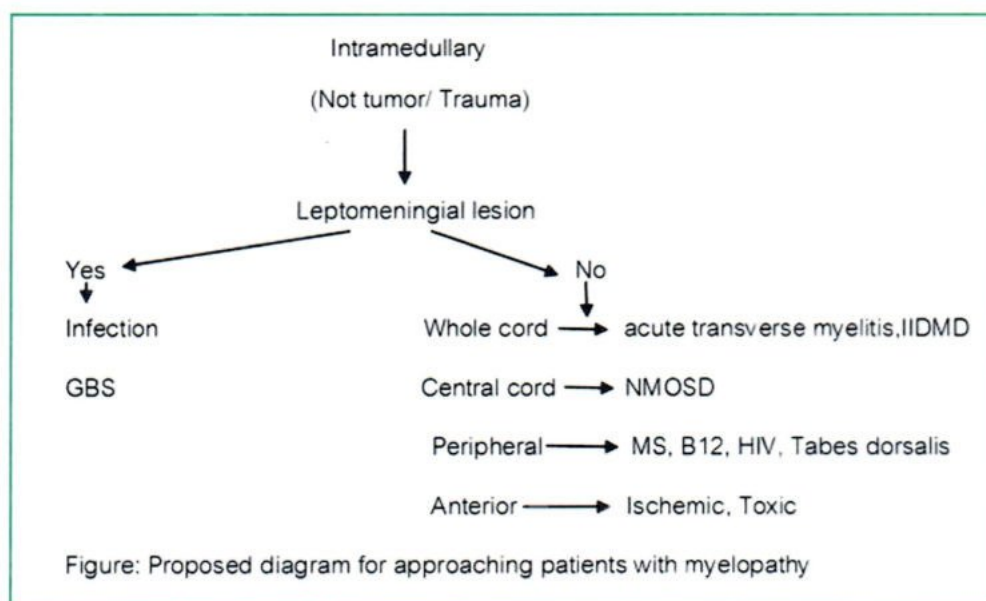 Intramedullary
(Not tumor/ Trauma)
Leptomeningial lesion
Yes
No
Infection
Whole cord acute transverse myelitis,IIDMD
GBS
Central cord NMOSD
Peripheral MS, B12, HIV, Tabes dorsalis
Anterior Ischemic, Toxic
Figure: Proposed diagram for approaching patients with myelopathy